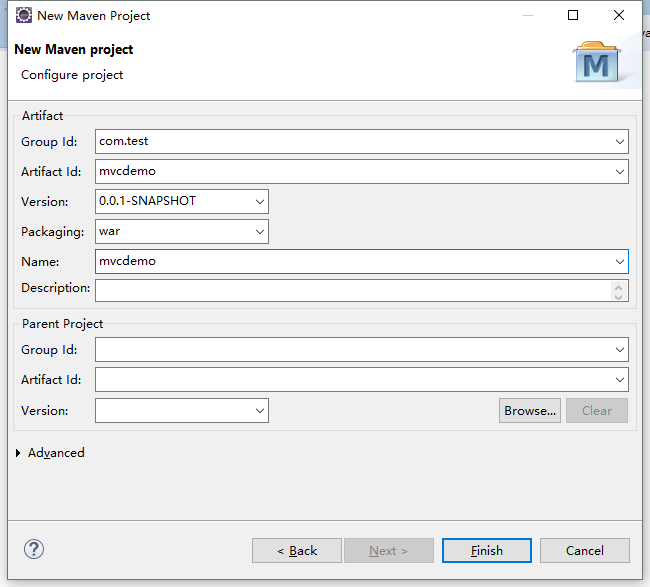 New Maven Project
New Maven project
Configure project
M
Artifact
Group Id: com.test
Artifact Id: mvcdemo
Version: 0.0.1-SNAPSHOT
Packaging: war
Name: mvcdemo
Description:
Parent Project
Group Id:
Artifact Id:
Version: Browse... Clear
Advanced
? < Back Next > Finish Cancel